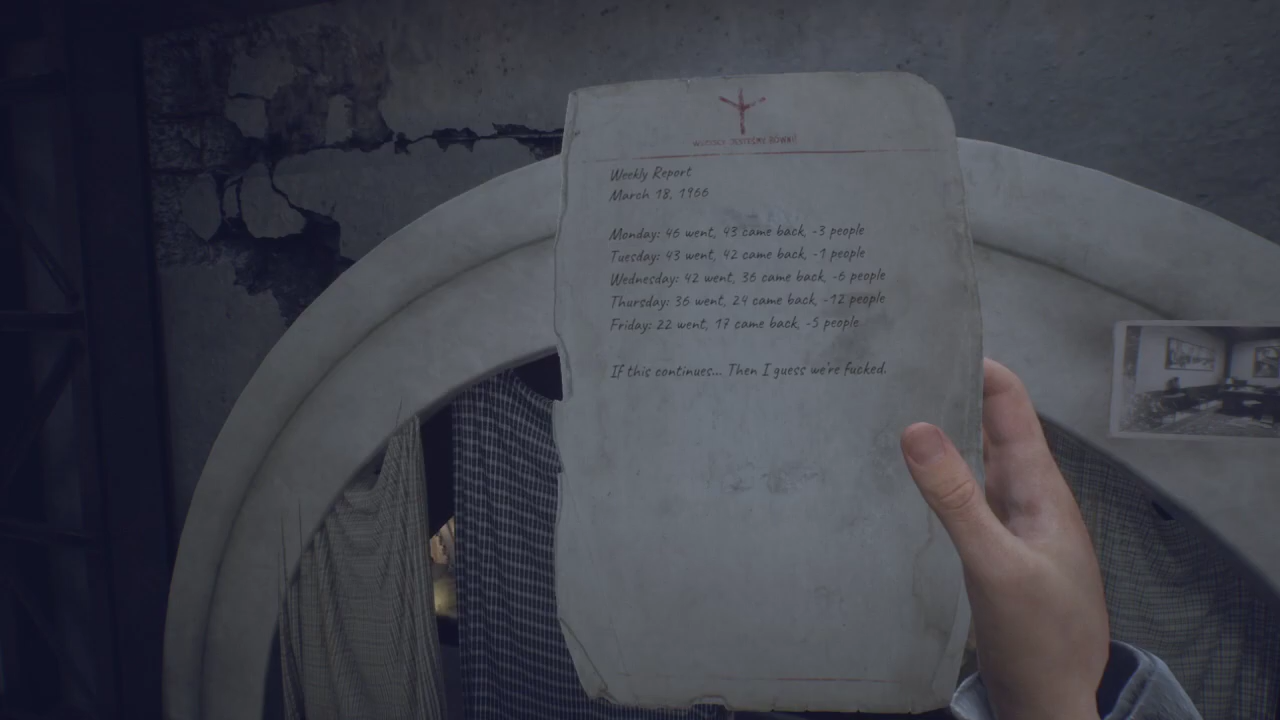 Weekly Report
March 18, 1966
Monday: 46 went, 43 came back, -3 people
Tuesday: 43 went, 42 came back, -1 people
Wednesday: 42 went, 36 came back, -6 people
Thursday: 36 went, 24 came back, -12 people
Friday: 22 went, 17 came back, -5 people
If this continues... Then I guess we're fucked.